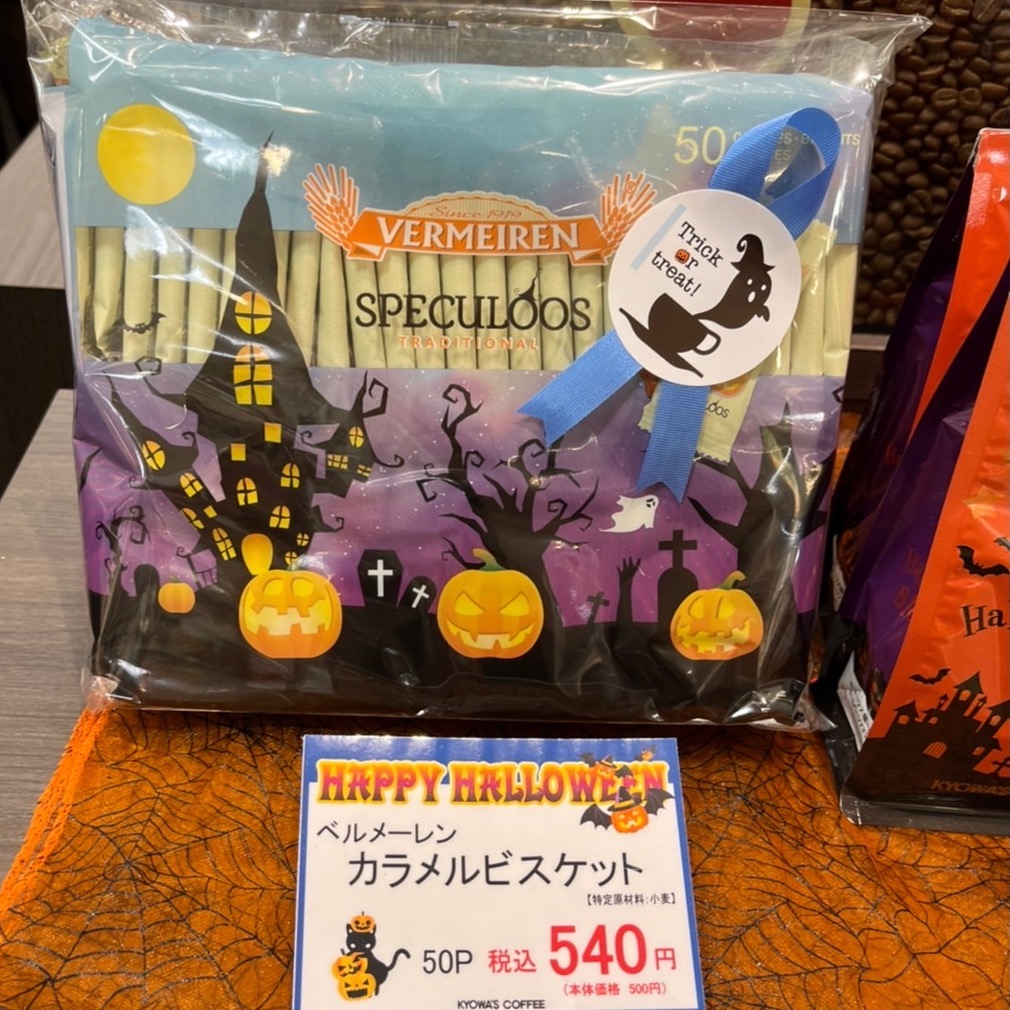 50
Since 1919
VERMEIREN
SPECULOOS
TRADITIONAL
Trick
or
treat!
HAPPY HALLOWEEN
ベルメーレン
カラメルビスケット
【特定原材料:小麦】
50P 税込 540円
(本体価格 500円)
KYOWA'S COFFEE
KYOWA'S